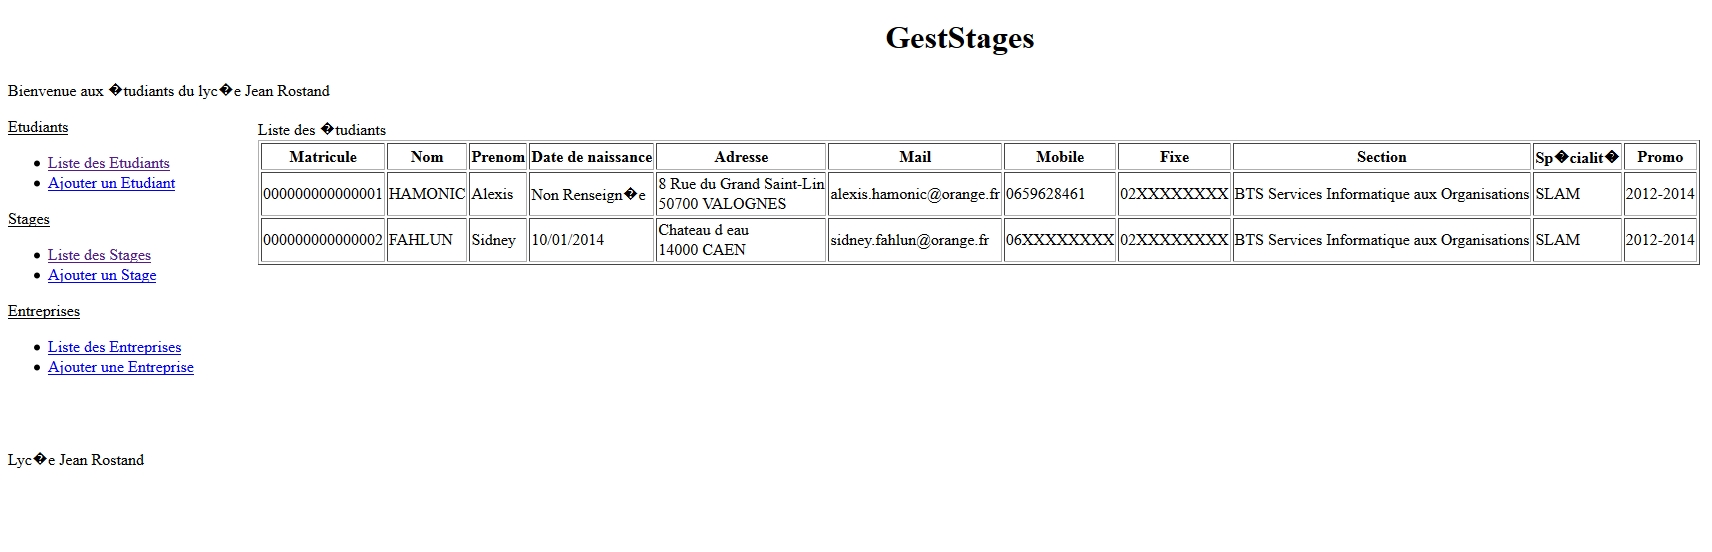 GestStages
Bienvenue aux �tudiants du lyc�e Jean Rostand
Etudiants
Liste des Etudiants
Ajouter un Etudiant
Stages
Liste des Stages
Ajouter un Stage
Entreprises
Liste des Entreprises
Ajouter une Entreprise
Liste des �tudiants
Matricule Nom Prenom Date de naissance Adresse Mail Mobile Fixe Section Sp�cialit� Promo
000000000000001 HAMONIC Alexis Non Renseign�e 8 Rue du Grand Saint-Lin
50700 VALOGNES alexis.hamonic@orange.fr 0659628461 02XXXXXXXX BTS Services Informatique aux Organisations SLAM 2012-2014
000000000000002 FAHLUN Sidney 10/01/2014 Chateau d eau
14000 CAEN sidney.fahlun@orange.fr 06XXXXXXXX 02XXXXXXXX BTS Services Informatique aux Organisations SLAM 2012-2014
Lyc�e Jean Rostand